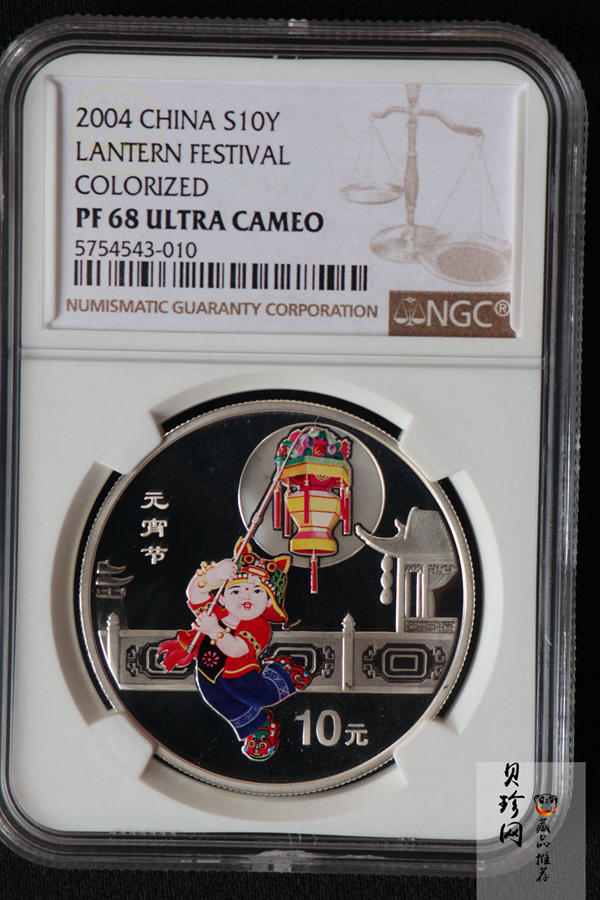 2004 CHINA S10Y
LANTERN FESTIVAL
COLORIZED
PF 68 ULTRA CAMEO
5754543-010
NUMISMATIC GUARANTY CORPORATION
NGC®
元宵节
10元
贝珍网
藏品推荐